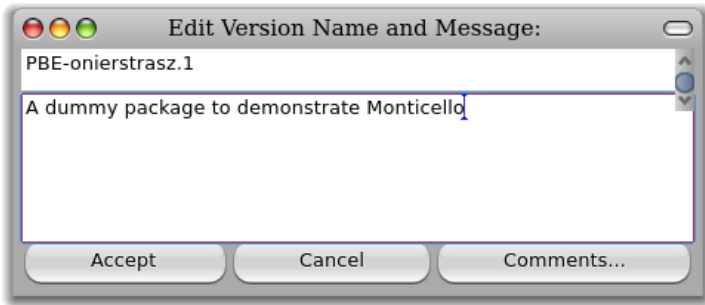 Edit Version Name and Message:
PBE-onierstrasz.1
A dummy package to demonstrate Monticello
Accept Cancel Comments...